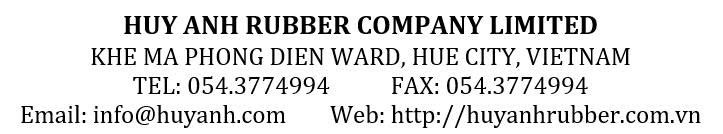 HUY ANH RUBBER COMPANY LIMITED
KHE MA PHONG DIEN WARD, HUE CITY, VIETNAM
TEL: 054.3774994 FAX: 054.3774994
Email: info@huyanh.com Web: http://huyanhrubber.com.vn